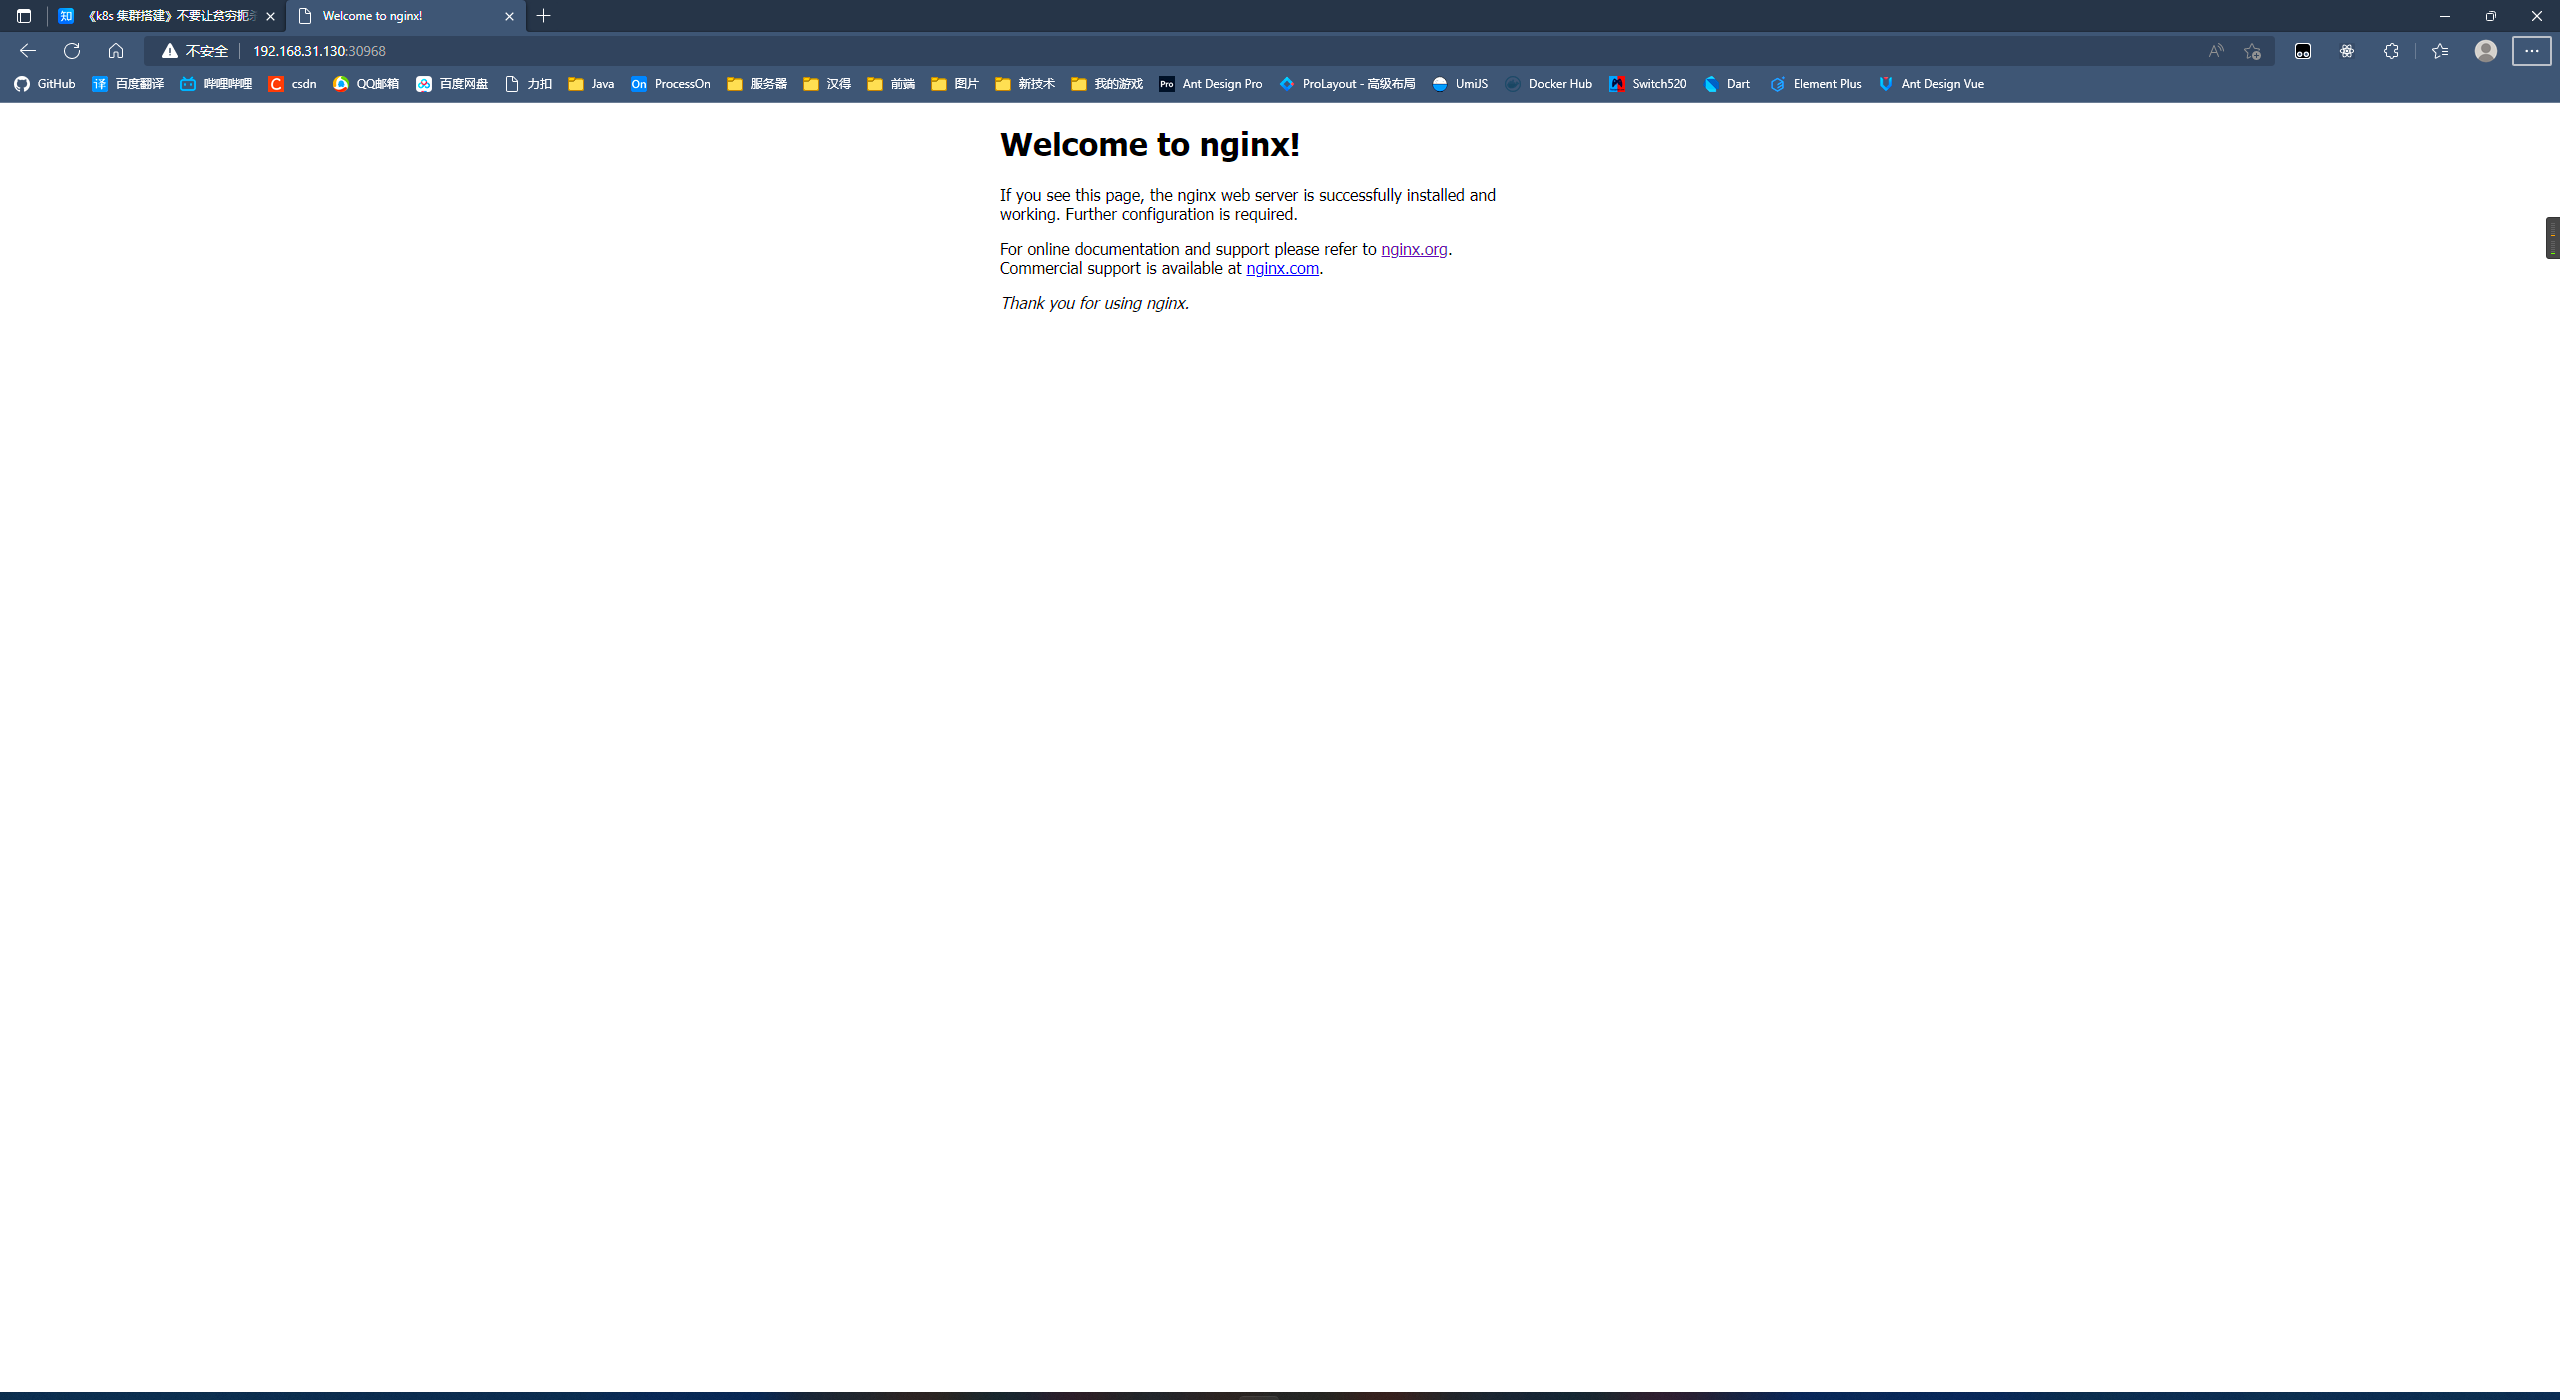 《k8s 集群搭建》不要让贫穷扼
Welcome to nginx!
不安全
192.168.31.130:30968
GitHub
译
百度翻译
哔哩哔哩
C
csdn
QQ邮箱
百度网盘
力扣
Java
On
ProcessOn
服务器
汉得
前端
图片
新技术
我的游戏
Pro
Ant Design Pro
ProLayout - 高级布局
UmiJS
Docker Hub
Switch520
Dart
Element Plus
Ant Design Vue
Welcome to nginx!
If you see this page, the nginx web server is successfully installed and
working. Further configuration is required.
For online documentation and support please refer to nginx.org.
Commercial support is available at nginx.com.
Thank you for using nginx.